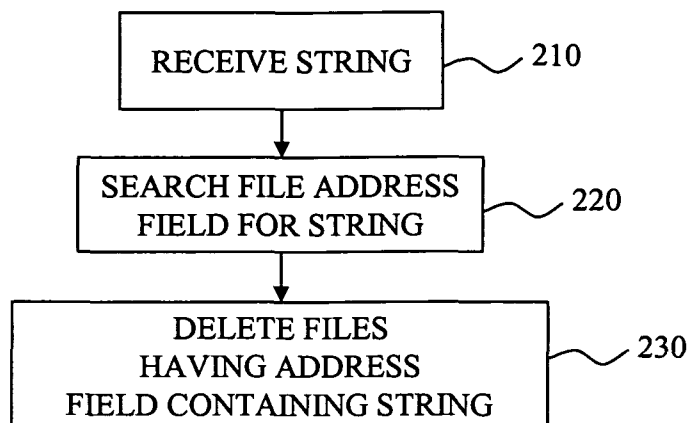 RECEIVE STRING
210
SEARCH FILE ADDRESS
FIELD FOR STRING
220
DELETE FILES
HAVING ADDRESS
FIELD CONTAINING STRING
230